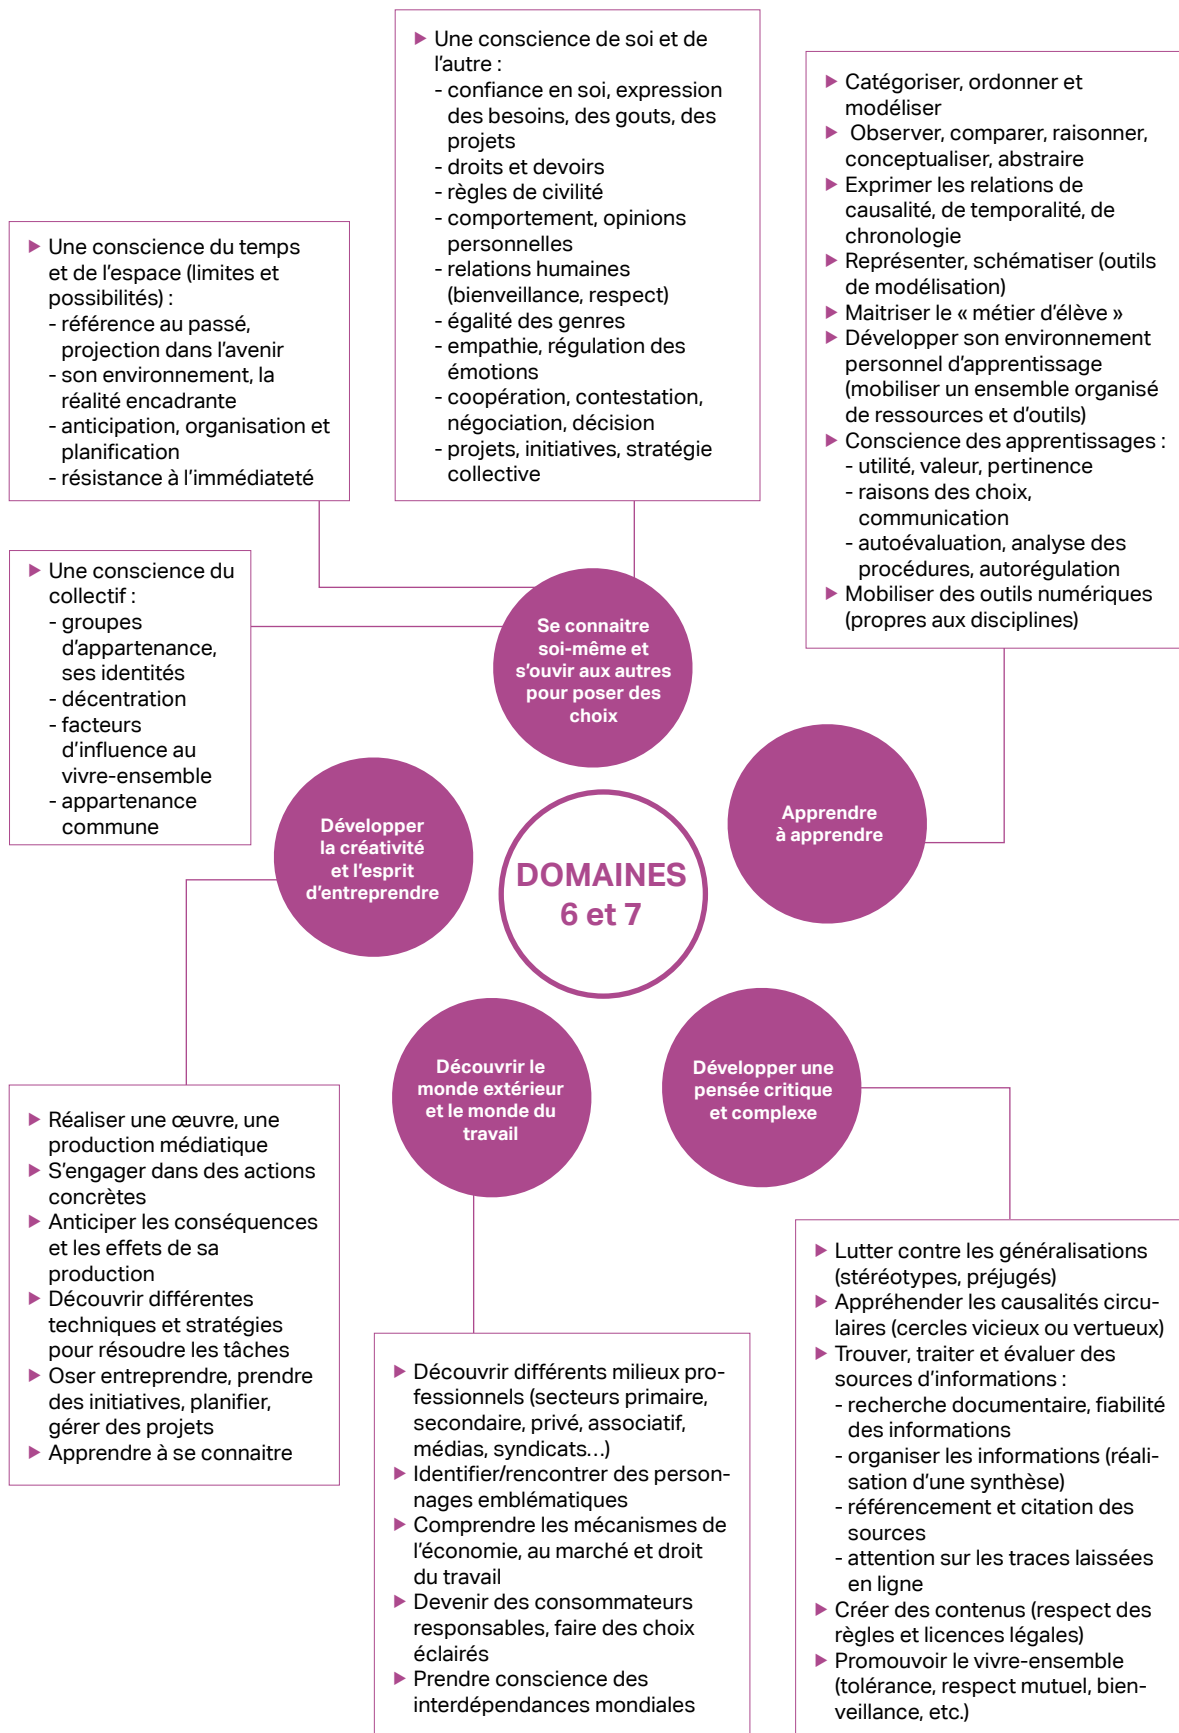 ▶ Une conscience de soi et de
l'autre :
- confiance en soi, expression
des besoins, des gouts, des
projets
- droits et devoirs
- règles de civilité
- comportement, opinions
personnelles
- relations humaines
(bienveillance, respect)
- égalité des genres
- empathie, régulation des
émotions
- coopération, contestation,
négociation, décision
- projets, initiatives, stratégie
collective
▶ Catégoriser, ordonner et
modéliser
▶ Observer, comparer, raisonner,
conceptualiser, abstraire
▶ Exprimer les relations de
causalité, de temporalité, de
chronologie
▶ Représenter, schématiser (outils
de modélisation)
▶ Maitriser le « métier d'élève »
▶ Développer son environnement
personnel d'apprentissage
(mobiliser un ensemble organisé
de ressources et d'outils)
▶ Conscience des apprentissages :
- utilité, valeur, pertinence
- raisons des choix,
communication
- autoévaluation, analyse des
procédures, autorégulation
▶ Mobiliser des outils numériques
(propres aux disciplines)
▶ Une conscience du temps
et de l'espace (limites et
possibilités) :
- référence au passé,
projection dans l'avenir
- son environnement, la
réalité encadrante
- anticipation, organisation et
planification
- résistance à l'immédiateté
▶ Une conscience du
collectif :
- groupes
d'appartenance,
ses identités
- décentration
- facteurs
d'influence au
vivre-ensemble
- appartenance
commune
Se connaitre
soi-même et
s'ouvir aux autres
pour poser des
choix
Apprendre
à apprendre
Développer
la créativité
et l'esprit
d'entreprendre
DOMAINES
6 et 7
Découvrir le
monde extérieur
et le monde du
travail
Développer une
pensée critique
et complexe
▶ Réaliser une œuvre, une
production médiatique
▶ S'engager dans des actions
concrètes
▶ Anticiper les conséquences
et les effets de sa
production
▶ Découvrir différentes
techniques et stratégies
pour résoudre les tâches
▶ Oser entreprendre, prendre
des initiatives, planifier,
gérer des projets
▶ Apprendre à se connaitre
▶ Découvrir différents milieux pro-
fessionnels (secteurs primaire,
secondaire, privé, associatif,
médias, syndicats…)
▶ Identifier/rencontrer des person-
nages emblématiques
▶ Comprendre les mécanismes de
l'économie, au marché et droit
du travail
▶ Devenir des consommateurs
responsables, faire des choix
éclairés
▶ Prendre conscience des
interdépendances mondiales
▶ Lutter contre les généralisations
(stéréotypes, préjugés)
▶ Appréhender les causalités circu-
laires (cercles vicieux ou vertueux)
▶ Trouver, traiter et évaluer des
sources d'informations :
- recherche documentaire, fiabilité
des informations
- organiser les informations (réali-
sation d'une synthèse)
- référencement et citation des
sources
- attention sur les traces laissées
en ligne
▶ Créer des contenus (respect des
règles et licences légales)
▶ Promouvoir le vivre-ensemble
(tolérance, respect mutuel, bien-
veillance, etc.)